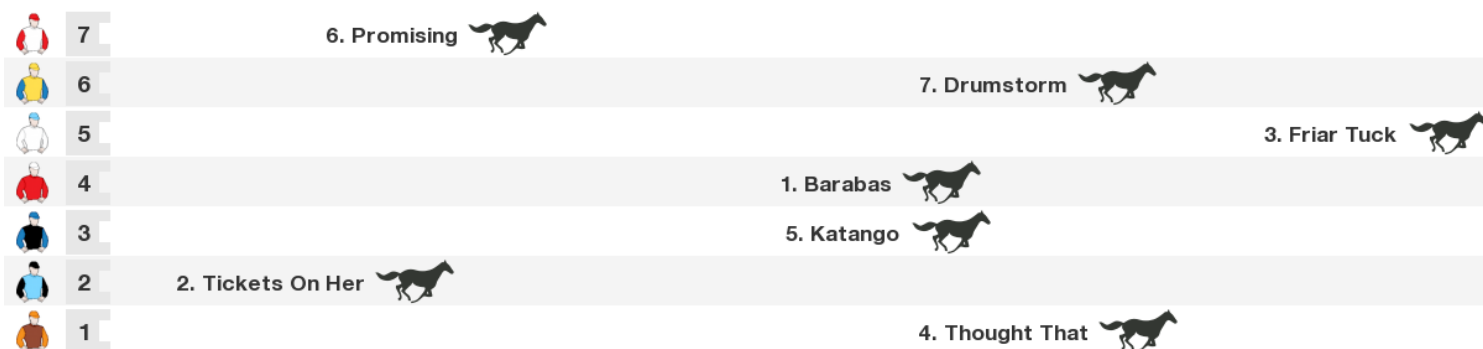 7 6. Promising
6 7. Drumstorm
5 3. Friar Tuck
4 1. Barabas
3 5. Katango
2 2. Tickets On Her
1 4. Thought That